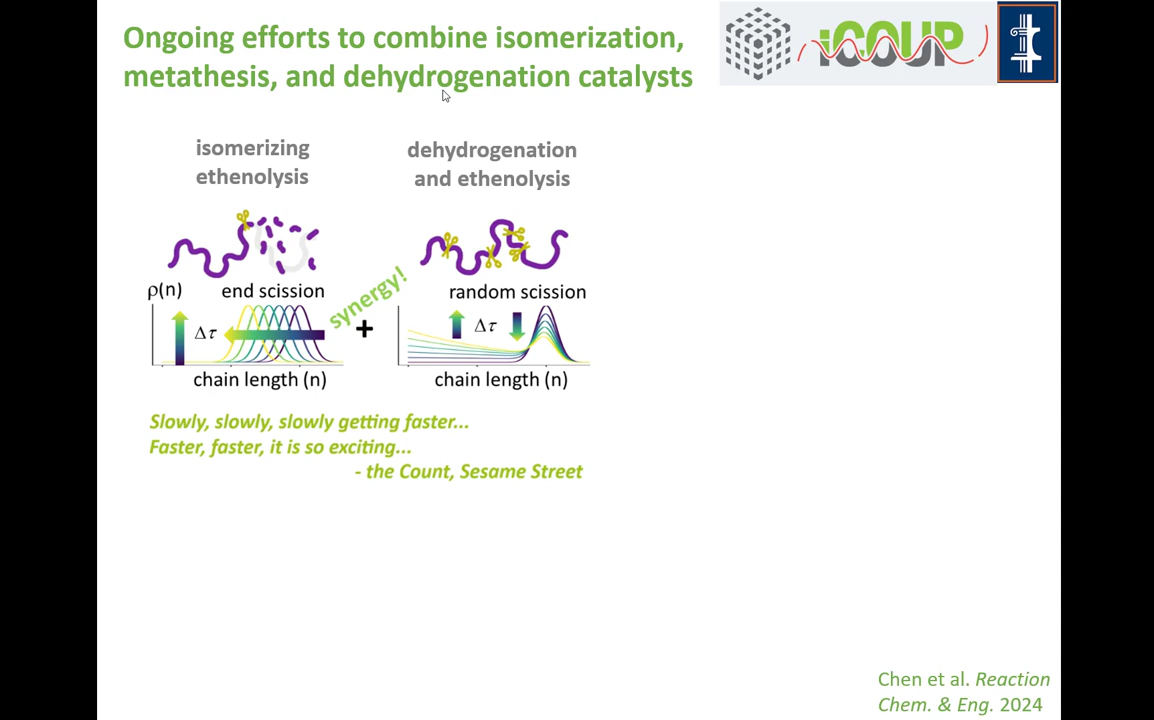 Ongoing efforts to combine isomerization,
metathesis, and dehydrogenation catalysts
iCOUP
isomerizing
ethenolysis
dehydrogenation
and ethenolysis
ρ(n)
end scission
synergy!
random scission
Δτ
+
Δτ
chain length (n)
chain length (n)
Slowly, slowly, slowly getting faster...
Faster, faster, it is so exciting...
- the Count, Sesame Street
Chen et al. Reaction
Chem. & Eng. 2024